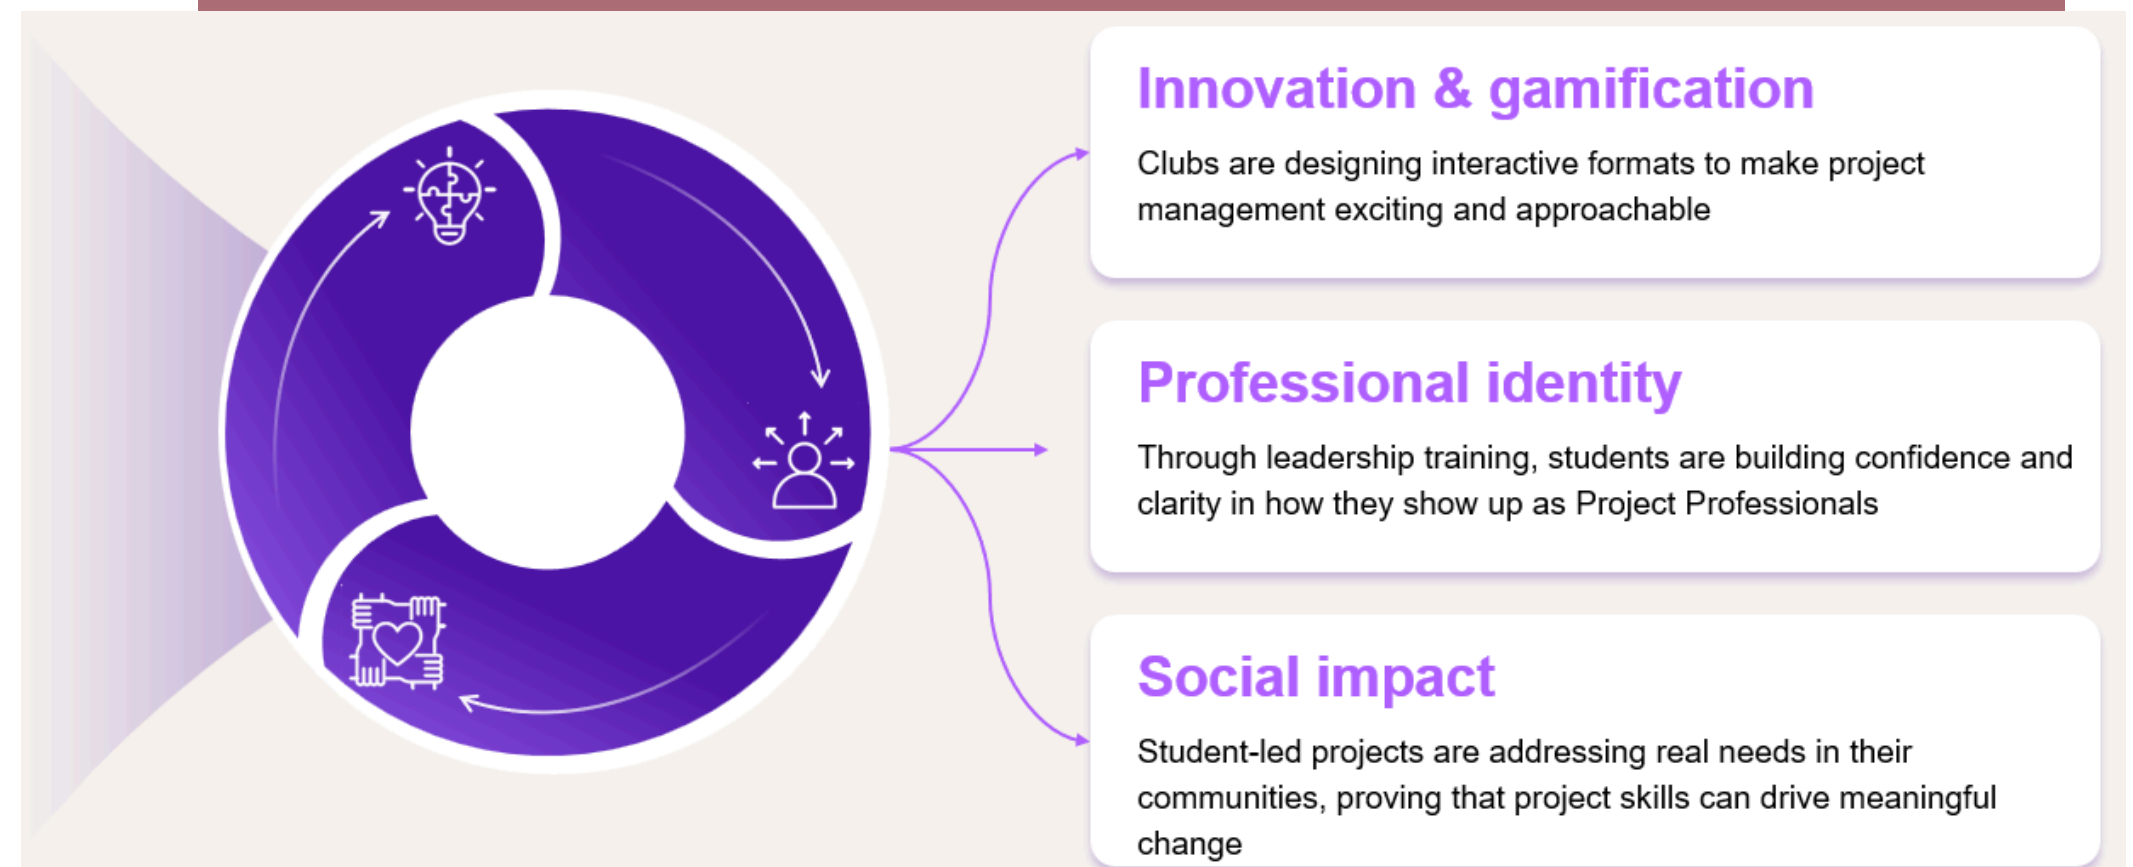 Innovation & gamification
Clubs are designing interactive formats to make project
management exciting and approachable
Professional identity
Through leadership training, students are building confidence and
clarity in how they show up as Project Professionals
Social impact
Student-led projects are addressing real needs in their
communities, proving that project skills can drive meaningful
change